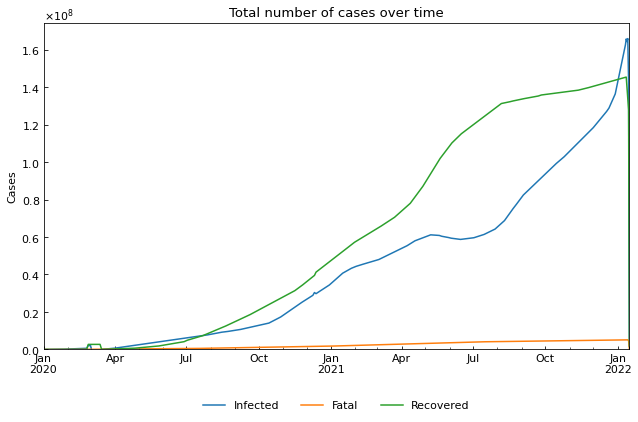 Total number of cases over time
×10⁸
1.6
1.4
1.2
1.0
0.8
0.6
0.4
0.2
0.0
Cases
Jan Apr Jul Oct Jan Apr Jul Oct Jan
2020 2021 2022
Infected Fatal Recovered